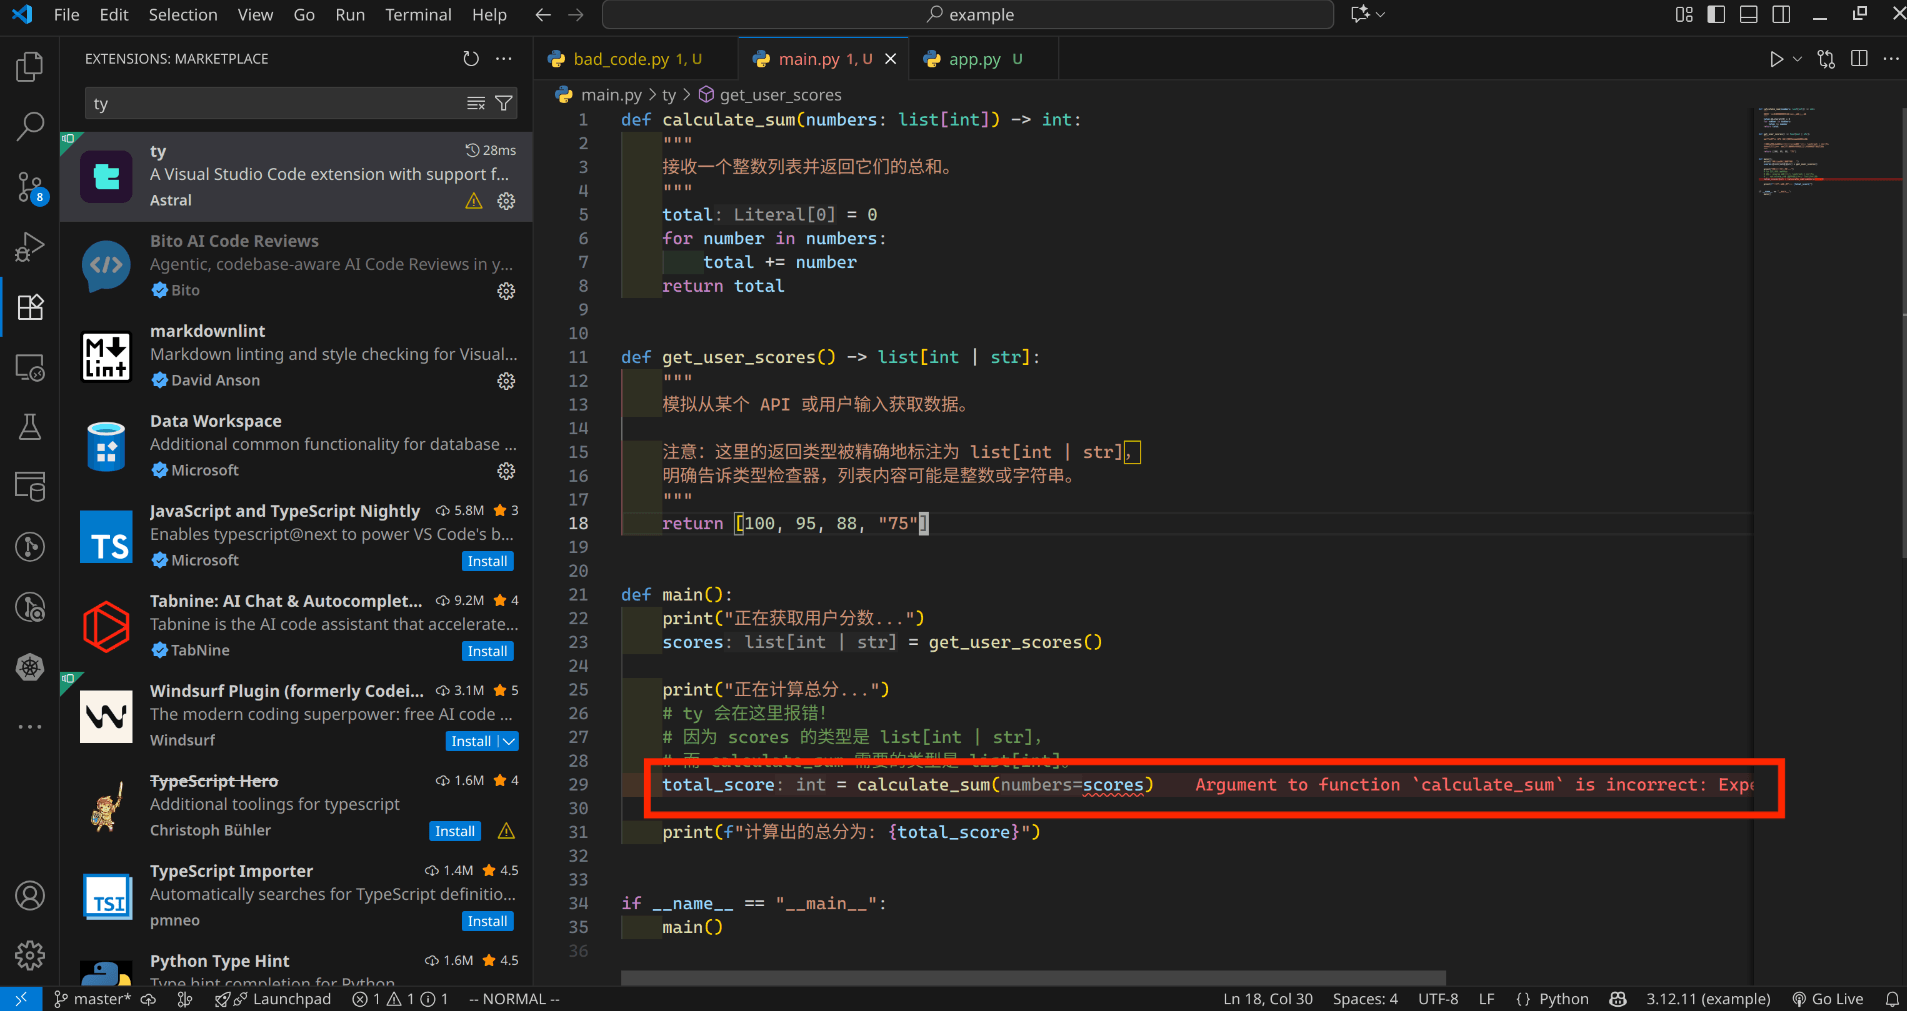 File Edit Selection View Go Run Terminal Help
example
EXTENSIONS: MARKETPLACE
ty
ty 28ms
A Visual Studio Code extension with support f...
Astral
Bito AI Code Reviews
Agentic, codebase-aware AI Code Reviews in y...
Bito
markdownlint
Markdown linting and style checking for Visual...
David Anson
Data Workspace
Additional common functionality for database ...
Microsoft
JavaScript and TypeScript Nightly 5.8M 3
Enables typescript@next to power VS Code's b...
Microsoft Install
Tabnine: AI Chat & Autocomplet... 9.2M 4
Tabnine is the AI code assistant that accelerate...
TabNine Install
Windsurf Plugin (formerly Codei... 3.1M 5
The modern coding superpower: free AI code ...
Windsurf Install
TypeScript Hero 1.6M 4
Additional toolings for typescript
Christoph Bühler Install
TypeScript Importer 1.4M 4.5
Automatically searches for TypeScript definitio...
pmneo Install
Python Type Hint 1.6M 4.5
Type hint completion for Python
8
M Lint
TS
TSI
bad_code.py 1, U main.py 1, U app.py U
main.py > ty > get_user_scores
1 def calculate_sum(numbers: list[int]) -> int:
2 """
3 接收一个整数列表并返回它们的总和。
4 """
5 total: Literal[0] = 0
6 for number in numbers:
7 total += number
8 return total
9
10
11 def get_user_scores() -> list[int | str]:
12 """
13 模拟从某个 API 或用户输入获取数据。
14
15 注意：这里的返回类型被精确地标注为 list[int | str]，
16 明确告诉类型检查器，列表内容可能是整数或字符串。
17 """
18 return [100, 95, 88, "75"]
19
20
21 def main():
22 print("正在获取用户分数...")
23 scores: list[int | str] = get_user_scores()
24
25 print("正在计算总分...")
26 # ty 会在这里报错！
27 # 因为 scores 的类型是 list[int | str]，
28 # 而 calculate_sum 需要的类型是 list[int]。
29 total_score: int = calculate_sum(numbers=scores) Argument to function `calculate_sum` is incorrect: Expe
30
31 print(f"计算出的总分为: {total_score}")
32
33
34 if __name__ == "__main__":
35 main()
36
master* Launchpad 1 1 1 -- NORMAL -- Ln 18, Col 30 Spaces: 4 UTF-8 LF {} Python 3.12.11 (example) Go Live